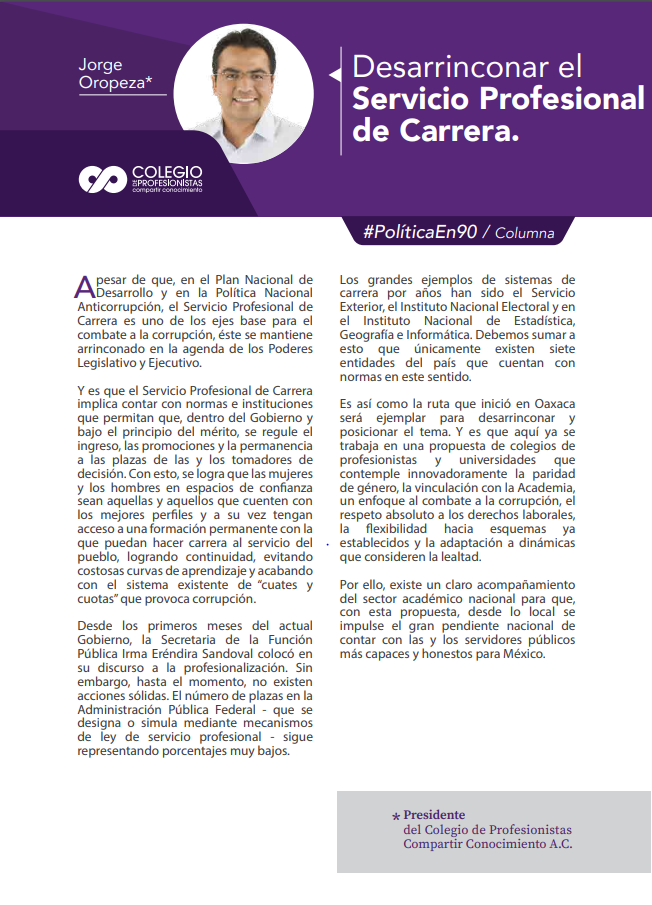 Jorge
Oropeza*
Desarrinconar el
Servicio Profesional
de Carrera.
COLEGIO
DE PROFESIONISTAS
compartir conocimiento
#PolíticaEn90 / Columna
A pesar de que, en el Plan Nacional de
Desarrollo y en la Política Nacional
Anticorrupción, el Servicio Profesional de
Carrera es uno de los ejes base para el
combate a la corrupción, éste se mantiene
arrinconado en la agenda de los Poderes
Legislativo y Ejecutivo.
Y es que el Servicio Profesional de Carrera
implica contar con normas e instituciones
que permitan que, dentro del Gobierno y
bajo el principio del mérito, se regule el
ingreso, las promociones y la permanencia
a las plazas de las y los tomadores de
decisión. Con esto, se logra que las mujeres
y los hombres en espacios de confianza
sean aquellas y aquellos que cuenten con
los mejores perfiles y a su vez tengan
acceso a una formación permanente con la
que puedan hacer carrera al servicio del
pueblo, logrando continuidad, evitando
costosas curvas de aprendizaje y acabando
con el sistema existente de “cuates y
cuotas” que provoca corrupción.
Desde los primeros meses del actual
Gobierno, la Secretaria de la Función
Pública Irma Eréndira Sandoval colocó en
su discurso a la profesionalización. Sin
embargo, hasta el momento, no existen
acciones sólidas. El número de plazas en la
Administración Pública Federal - que se
designa o simula mediante mecanismos
de ley de servicio profesional - sigue
representando porcentajes muy bajos.
Los grandes ejemplos de sistemas de
carrera por años han sido el Servicio
Exterior, el Instituto Nacional Electoral y en
el Instituto Nacional de Estadística,
Geografía e Informática. Debemos sumar a
esto que únicamente existen siete
entidades del país que cuentan con
normas en este sentido.
Es así como la ruta que inició en Oaxaca
será ejemplar para desarrinconar y
posicionar el tema. Y es que aquí ya se
trabaja en una propuesta de colegios de
profesionistas y universidades que
contemple innovadoramente la paridad
de género, la vinculación con la Academia,
un enfoque al combate a la corrupción, el
respeto absoluto a los derechos laborales,
la flexibilidad hacia esquemas ya
establecidos y la adaptación a dinámicas
que consideren la lealtad.
Por ello, existe un claro acompañamiento
del sector académico nacional para que,
con esta propuesta, desde lo local se
impulse el gran pendiente nacional de
contar con las y los servidores públicos
más capaces y honestos para México.
* Presidente
del Colegio de Profesionistas
Compartir Conocimiento A.C.